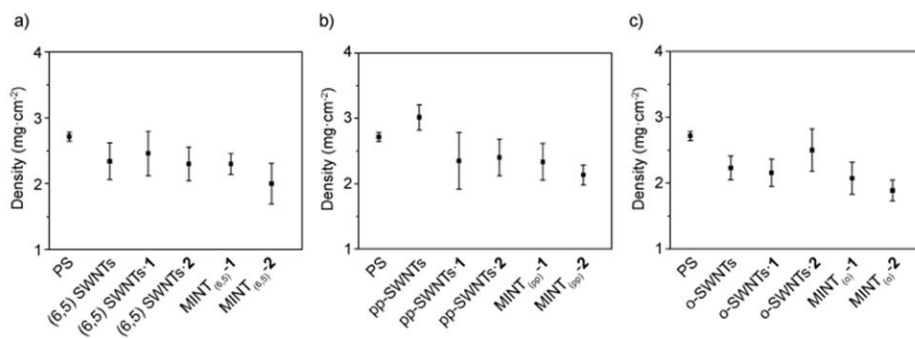 a)
Density (mg·cm-2)
4
3
2
1
PS
(6,5) SWNTs
(6,5) SWNTs·1
(6,5) SWNTs·2
MINT(6,5)-1
MINT(6,5)-2
b)
Density (mg·cm-2)
4
3
2
1
PS
pp-SWNTs
pp-SWNTs·1
pp-SWNTs·2
MINT(pp)-1
MINT(pp)-2
c)
Density (mg·cm-2)
4
3
2
1
PS
o-SWNTs
o-SWNTs·1
o-SWNTs·2
MINT(o)-1
MINT(o)-2